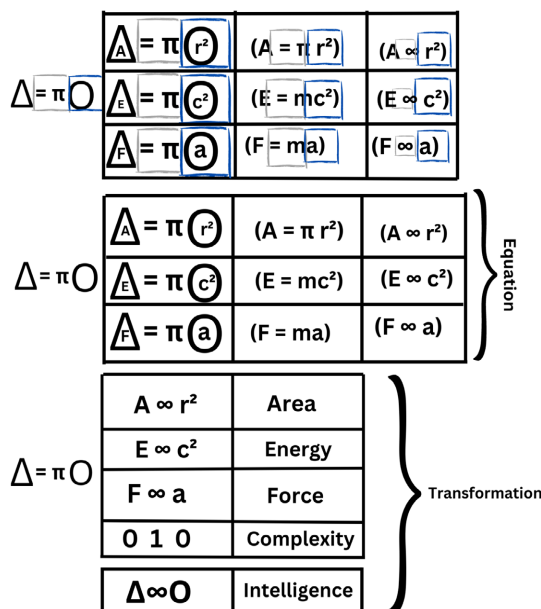 Δ = π O
A = π r² (A = π r²) (A ∞ r²)
E = π c² (E = mc²) (E ∞ c²)
F = π a (F = ma) (F ∞ a)
Δ = π O
A = π r² (A = π r²) (A ∞ r²)
E = π c² (E = mc²) (E ∞ c²)
F = π a (F = ma) (F ∞ a)
Equation
Δ = π O
A ∞ r² Area
E ∞ c² Energy
F ∞ a Force
0 1 0 Complexity
Δ∞O Intelligence
Transformation